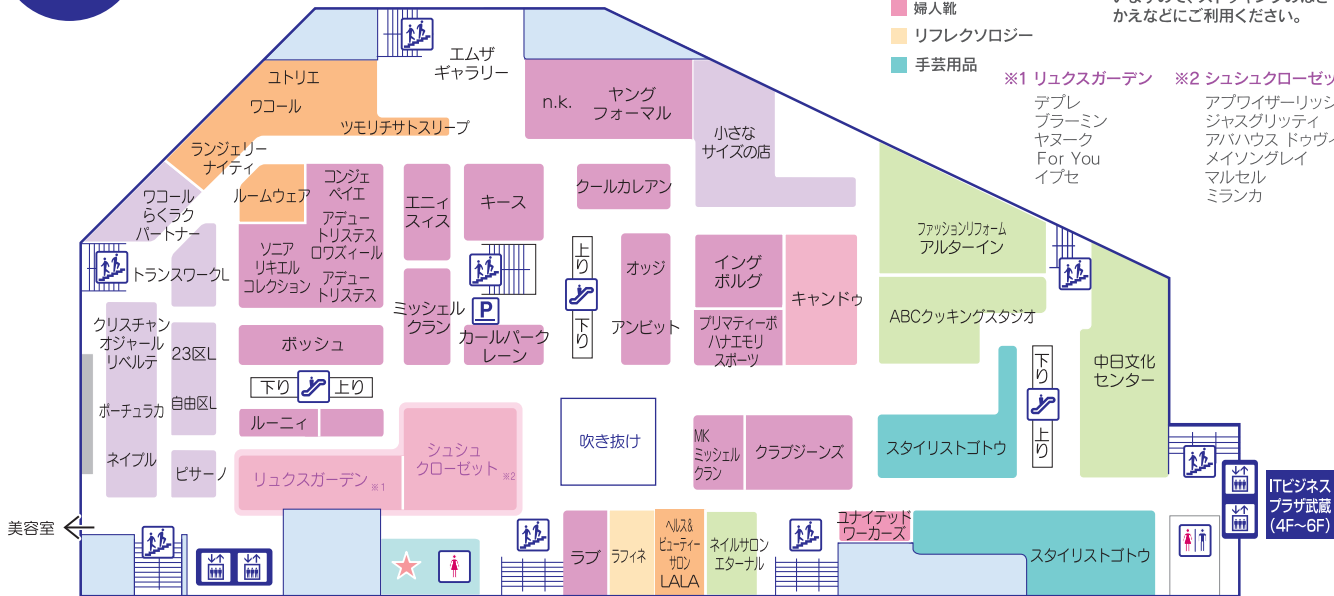 婦人靴
リフレクソロジー
手芸用品
かえなどにご利用ください。
※1 リュクスガーデン
デプレ
ブラーミン
ヤヌーク
For You
イプセ
※2 シュシュクローゼッ
アプワイザーリッシ
ジャスグリッティ
アバハウス ドゥヴィ
メイソングレイ
マルセル
ミランカ
エムザ
ギャラリー
ユトリエ
ワコール
ツモリチサトスリープ
ランジェリー
ナイティ
n.k.
ヤング
フォーマル
小さな
サイズの店
ワコール
らくラク
パートナー
ルームウェア
コンジェ
ペイエ
アデュー
トリステス
ロワズィール
アデュー
トリステス
ソニア
リキエル
コレクション
エニィ
スィス
キース
クールカレアン
トランスワークL
ミッシェル
クラン
P
カールパーク
レーン
上り
下り
オッジ
アンビット
イング
ボルグ
プリマティーボ
ハナエモリ
スポーツ
キャンドゥ
ファッションリフォーム
アルターイン
ABCクッキングスタジオ
中日文化
センター
クリスチャン
オジャール
リベルテ
ポーチュラカ
ネイプル
23区L
自由区L
ピサーノ
ボッシュ
下り
上り
ルーニィ
リュクスガーデン ※1
シュシュ
クローゼット ※2
吹き抜け
MK
ミッシェル
クラン
クラブジーンズ
スタイリストゴトウ
下り
上り
ITビジネス
プラザ武蔵
(4F~6F)
美容室
ラブ
ラフィネ
ヘルス&
ビューティー
サロン
LALA
ネイルサロン
エターナル
ユナイテッド
ワーカーズ
スタイリストゴトウ